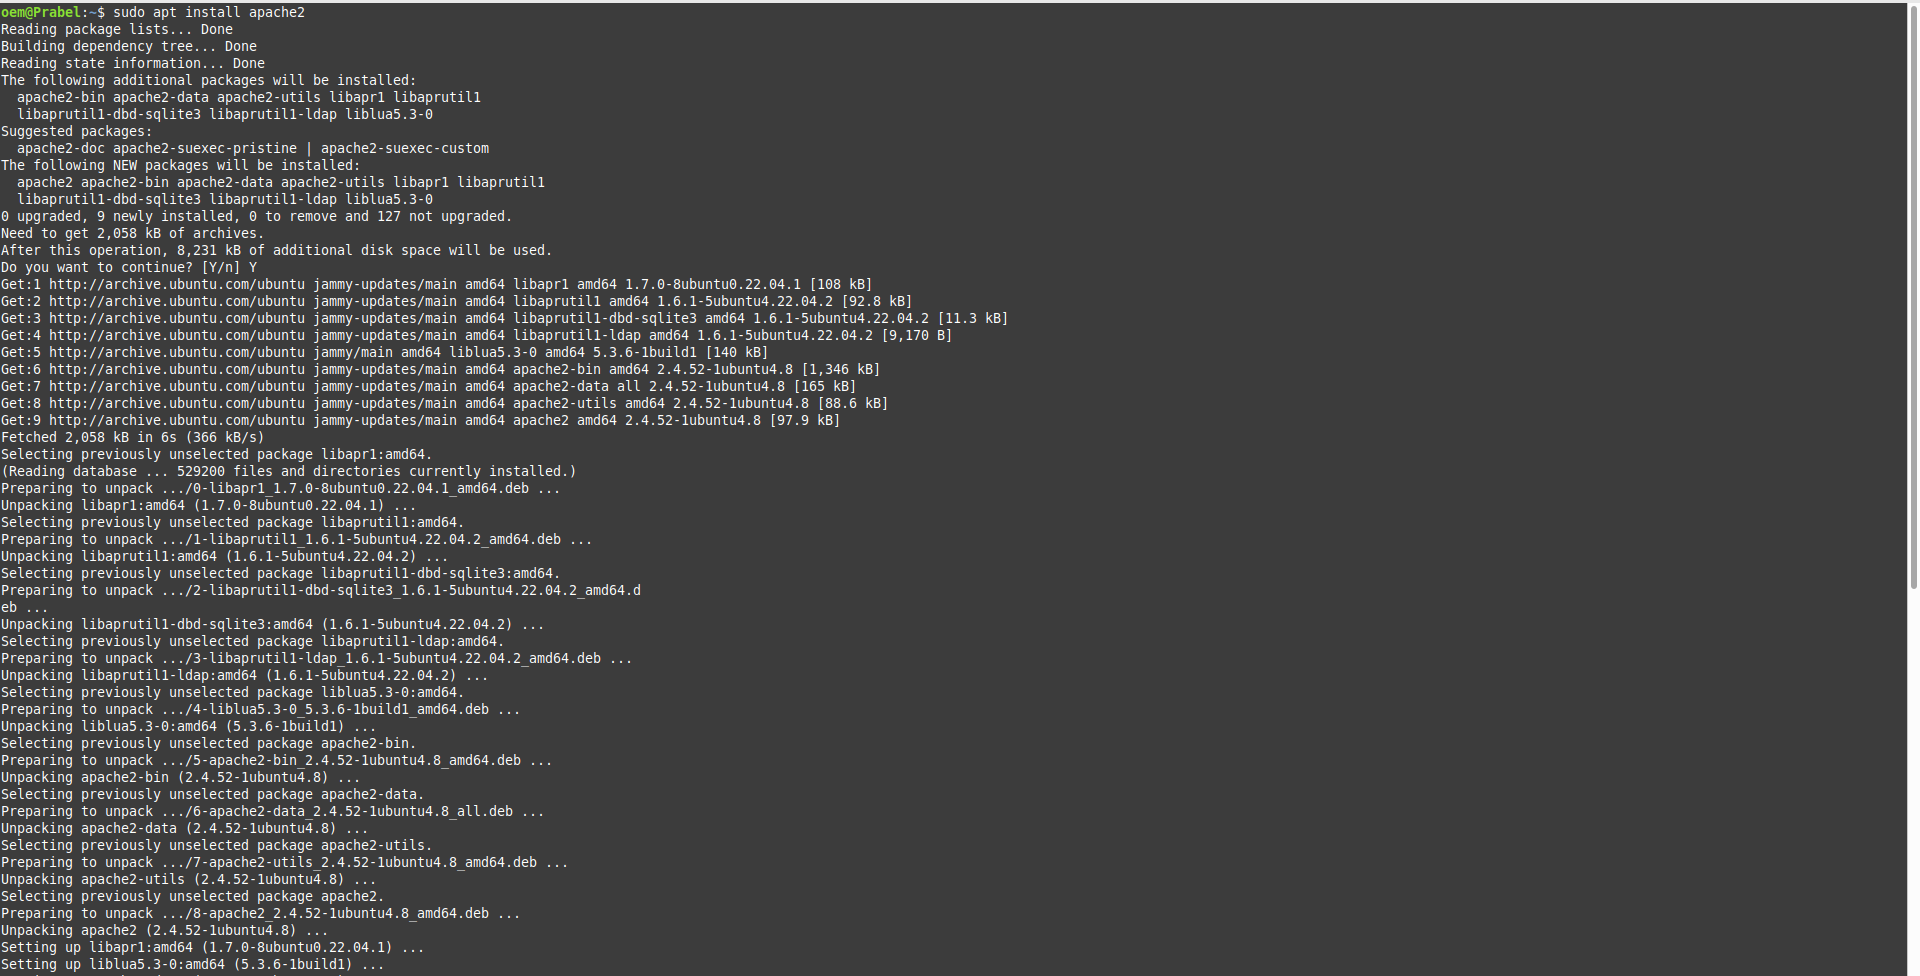 oem@Prabel:~$ sudo apt install apache2
Reading package lists... Done
Building dependency tree... Done
Reading state information... Done
The following additional packages will be installed:
  apache2-bin apache2-data apache2-utils libapr1 libaprutil1
  libaprutil1-dbd-sqlite3 libaprutil1-ldap liblua5.3-0
Suggested packages:
  apache2-doc apache2-suexec-pristine | apache2-suexec-custom
The following NEW packages will be installed:
  apache2 apache2-bin apache2-data apache2-utils libapr1 libaprutil1
  libaprutil1-dbd-sqlite3 libaprutil1-ldap liblua5.3-0
0 upgraded, 9 newly installed, 0 to remove and 127 not upgraded.
Need to get 2,058 kB of archives.
After this operation, 8,231 kB of additional disk space will be used.
Do you want to continue? [Y/n] Y
Get:1 http://archive.ubuntu.com/ubuntu jammy-updates/main amd64 libapr1 amd64 1.7.0-8ubuntu0.22.04.1 [108 kB]
Get:2 http://archive.ubuntu.com/ubuntu jammy-updates/main amd64 libaprutil1 amd64 1.6.1-5ubuntu4.22.04.2 [92.8 kB]
Get:3 http://archive.ubuntu.com/ubuntu jammy-updates/main amd64 libaprutil1-dbd-sqlite3 amd64 1.6.1-5ubuntu4.22.04.2 [11.3 kB]
Get:4 http://archive.ubuntu.com/ubuntu jammy-updates/main amd64 libaprutil1-ldap amd64 1.6.1-5ubuntu4.22.04.2 [9,170 B]
Get:5 http://archive.ubuntu.com/ubuntu jammy/main amd64 liblua5.3-0 amd64 5.3.6-1build1 [140 kB]
Get:6 http://archive.ubuntu.com/ubuntu jammy-updates/main amd64 apache2-bin amd64 2.4.52-1ubuntu4.8 [1,346 kB]
Get:7 http://archive.ubuntu.com/ubuntu jammy-updates/main amd64 apache2-data all 2.4.52-1ubuntu4.8 [165 kB]
Get:8 http://archive.ubuntu.com/ubuntu jammy-updates/main amd64 apache2-utils amd64 2.4.52-1ubuntu4.8 [88.6 kB]
Get:9 http://archive.ubuntu.com/ubuntu jammy-updates/main amd64 apache2 amd64 2.4.52-1ubuntu4.8 [97.9 kB]
Fetched 2,058 kB in 6s (366 kB/s)
Selecting previously unselected package libapr1:amd64.
(Reading database ... 529200 files and directories currently installed.)
Preparing to unpack .../0-libapr1_1.7.0-8ubuntu0.22.04.1_amd64.deb ...
Unpacking libapr1:amd64 (1.7.0-8ubuntu0.22.04.1) ...
Selecting previously unselected package libaprutil1:amd64.
Preparing to unpack .../1-libaprutil1_1.6.1-5ubuntu4.22.04.2_amd64.deb ...
Unpacking libaprutil1:amd64 (1.6.1-5ubuntu4.22.04.2) ...
Selecting previously unselected package libaprutil1-dbd-sqlite3:amd64.
Preparing to unpack .../2-libaprutil1-dbd-sqlite3_1.6.1-5ubuntu4.22.04.2_amd64.d
eb ...
Unpacking libaprutil1-dbd-sqlite3:amd64 (1.6.1-5ubuntu4.22.04.2) ...
Selecting previously unselected package libaprutil1-ldap:amd64.
Preparing to unpack .../3-libaprutil1-ldap_1.6.1-5ubuntu4.22.04.2_amd64.deb ...
Unpacking libaprutil1-ldap:amd64 (1.6.1-5ubuntu4.22.04.2) ...
Selecting previously unselected package liblua5.3-0:amd64.
Preparing to unpack .../4-liblua5.3-0_5.3.6-1build1_amd64.deb ...
Unpacking liblua5.3-0:amd64 (5.3.6-1build1) ...
Selecting previously unselected package apache2-bin.
Preparing to unpack .../5-apache2-bin_2.4.52-1ubuntu4.8_amd64.deb ...
Unpacking apache2-bin (2.4.52-1ubuntu4.8) ...
Selecting previously unselected package apache2-data.
Preparing to unpack .../6-apache2-data_2.4.52-1ubuntu4.8_all.deb ...
Unpacking apache2-data (2.4.52-1ubuntu4.8) ...
Selecting previously unselected package apache2-utils.
Preparing to unpack .../7-apache2-utils_2.4.52-1ubuntu4.8_amd64.deb ...
Unpacking apache2-utils (2.4.52-1ubuntu4.8) ...
Selecting previously unselected package apache2.
Preparing to unpack .../8-apache2_2.4.52-1ubuntu4.8_amd64.deb ...
Unpacking apache2 (2.4.52-1ubuntu4.8) ...
Setting up libapr1:amd64 (1.7.0-8ubuntu0.22.04.1) ...
Setting up liblua5.3-0:amd64 (5.3.6-1build1) ...